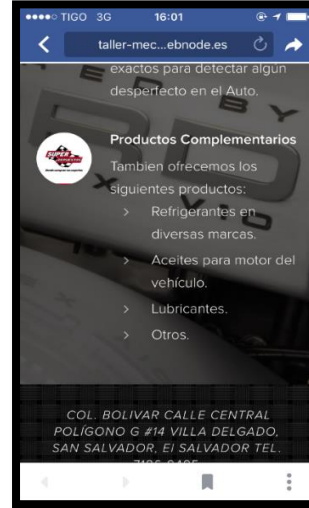 TIGO 3G 16:01
taller-mec...ebnode.es
exactos para detectar algún
desperfecto en el Auto.
Productos Complementarios
SUPER
Tambien ofrecemos los
siguientes productos:
> Refrigerantes en
diversas marcas.
> Aceites para motor del
vehículo.
> Lubricantes.
> Otros.
COL. BOLIVAR CALLE CENTRAL
POLÍGONO G #14 VILLA DELGADO,
SAN SALVADOR, El SALVADOR TEL.